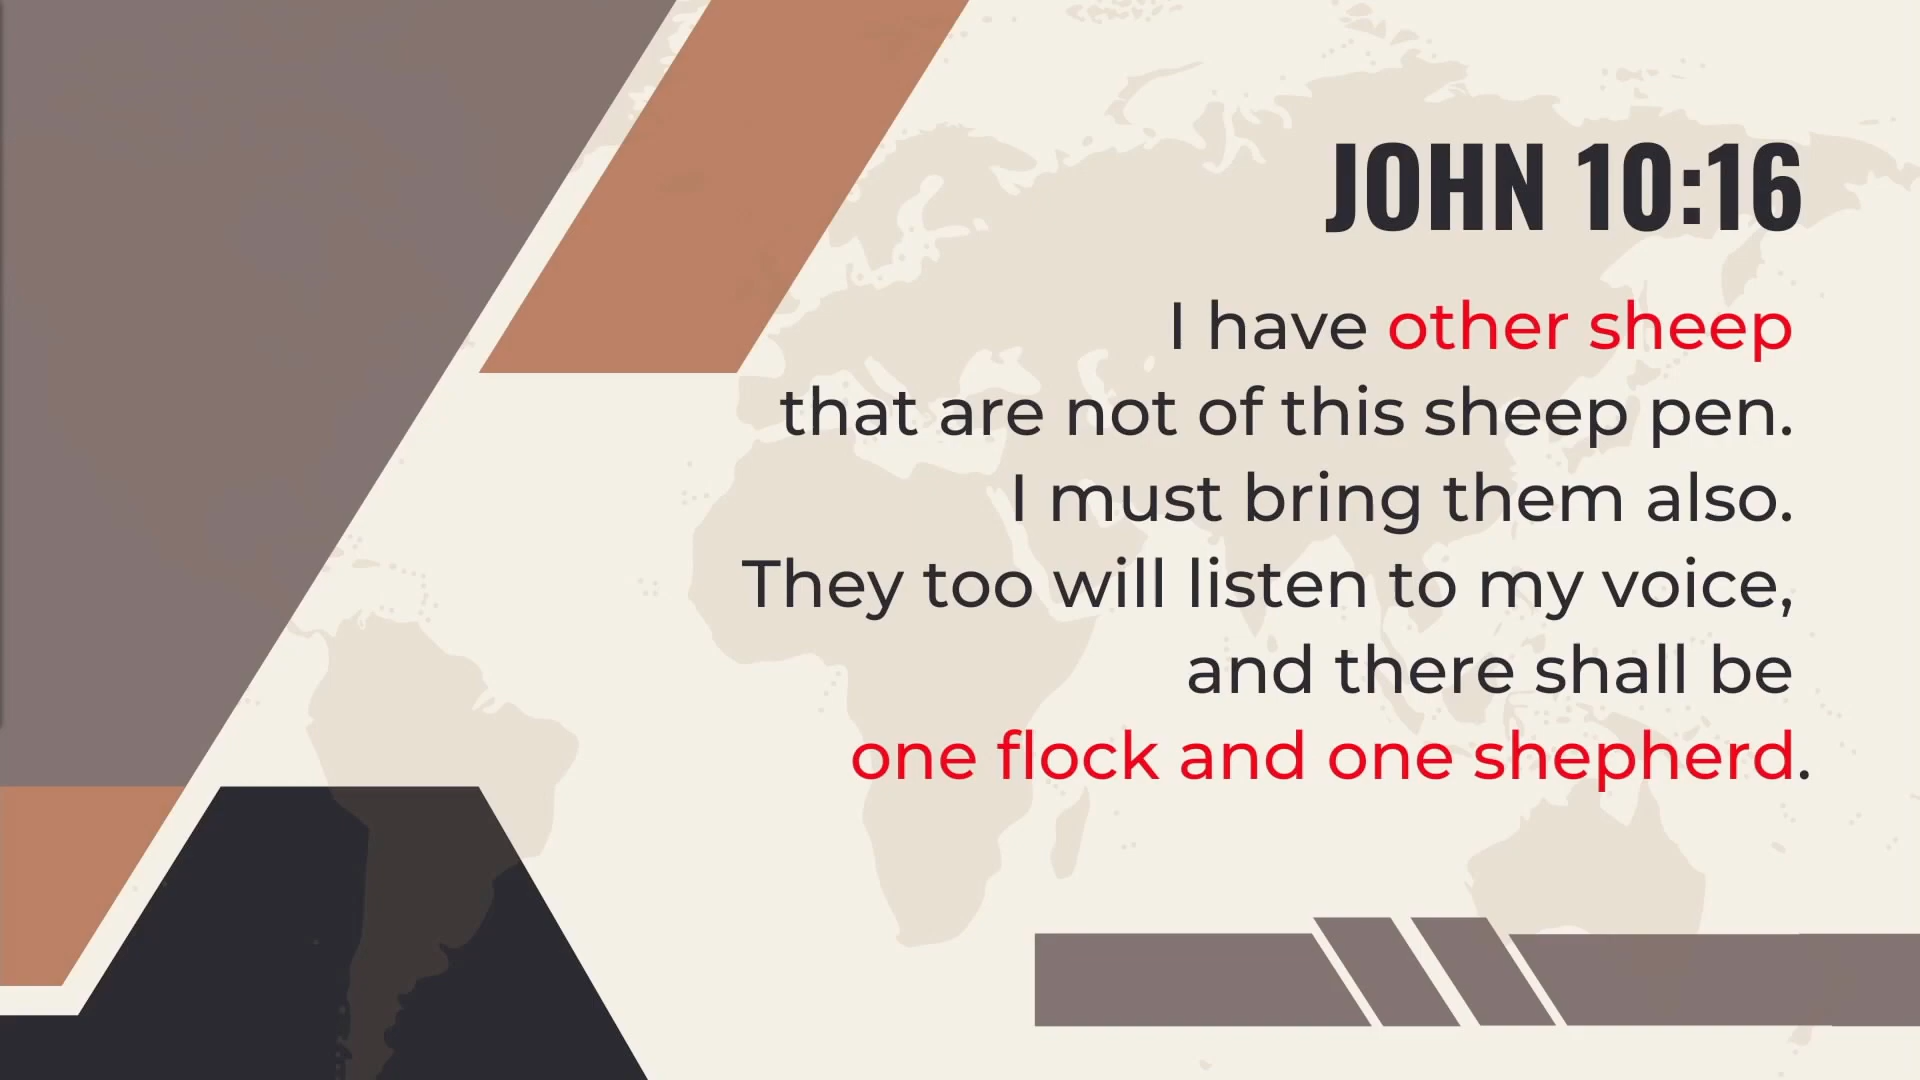 JOHN 10:16
I have other sheep
that are not of this sheep pen.
I must bring them also.
They too will listen to my voice,
and there shall be
one flock and one shepherd.